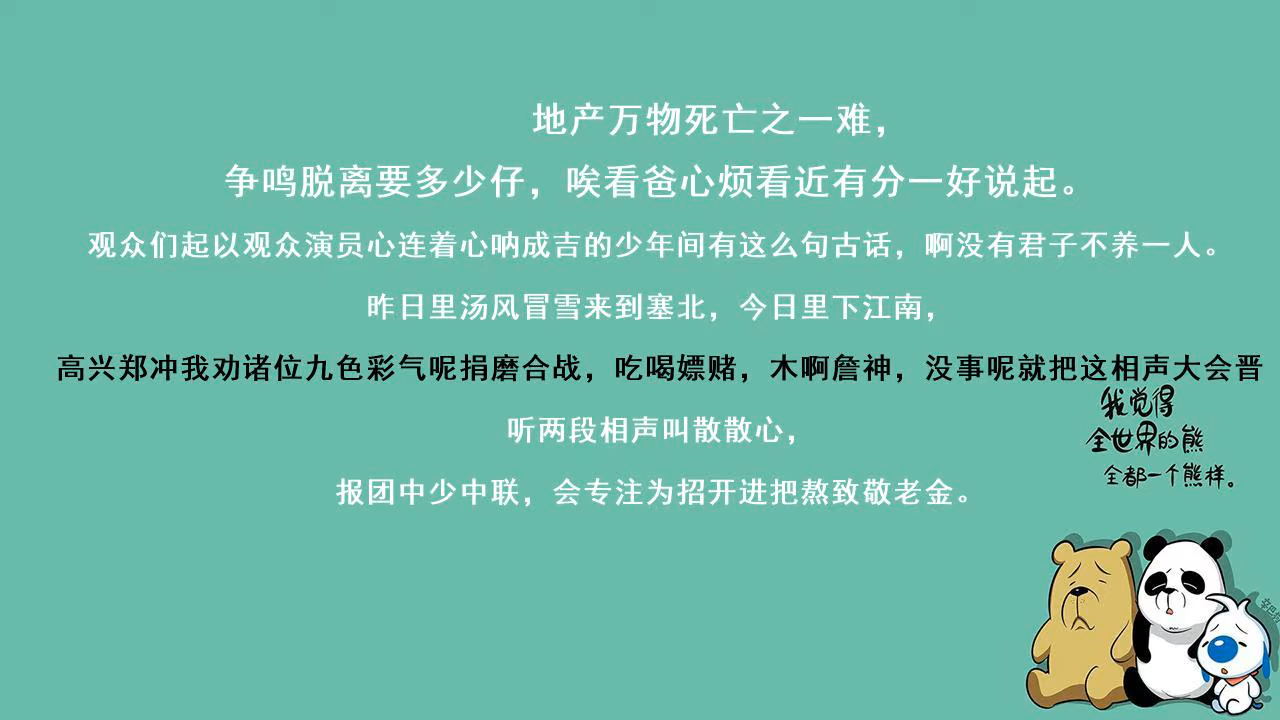 地产万物死亡之一难，
争鸣脱离要多少仔，唉看爸心烦看近有分一好说起。
观众们起以观众演员心连着心呐成吉的少年间有这么句古话，啊没有君子不养一人。
昨日里汤风冒雪来到塞北，今日里下江南，
高兴郑冲我劝诸位九色彩气呢捐磨合战，吃喝嫖赌，木啊詹神，没事呢就把这相声大会晋
听两段相声叫散散心，
报团中少中联，会专注为招开进把熬致敬老金。
我觉得
全世界的熊
全都一个熊样。